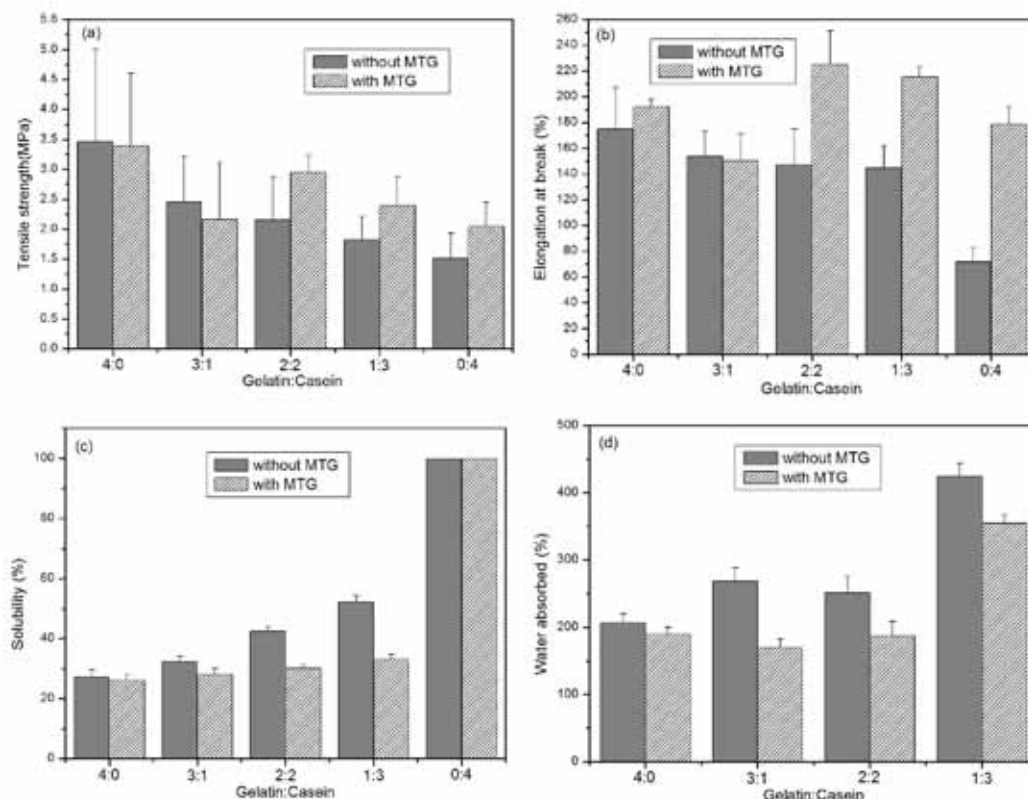 (a)
without MTG
with MTG
Tensile strength(MPa)
5.5
5.0
4.5
4.0
3.5
3.0
2.5
2.0
1.5
1.0
0.5
0.0
4:0 3:1 2:2 1:3 0:4
Gelatin:Casein
(b)
without MTG
with MTG
Elongation at break (%)
260
240
220
200
180
160
140
120
100
80
60
40
20
0
4:0 3:1 2:2 1:3 0:4
Gelatin:Casein
(c)
without MTG
with MTG
Solubility (%)
100
80
60
40
20
0
4:0 3:1 2:2 1:3 0:4
Gelatin:Casein
(d)
without MTG
with MTG
Water absorbed (%)
500
400
300
200
100
0
4:0 3:1 2:2 1:3
Gelatin:Casein